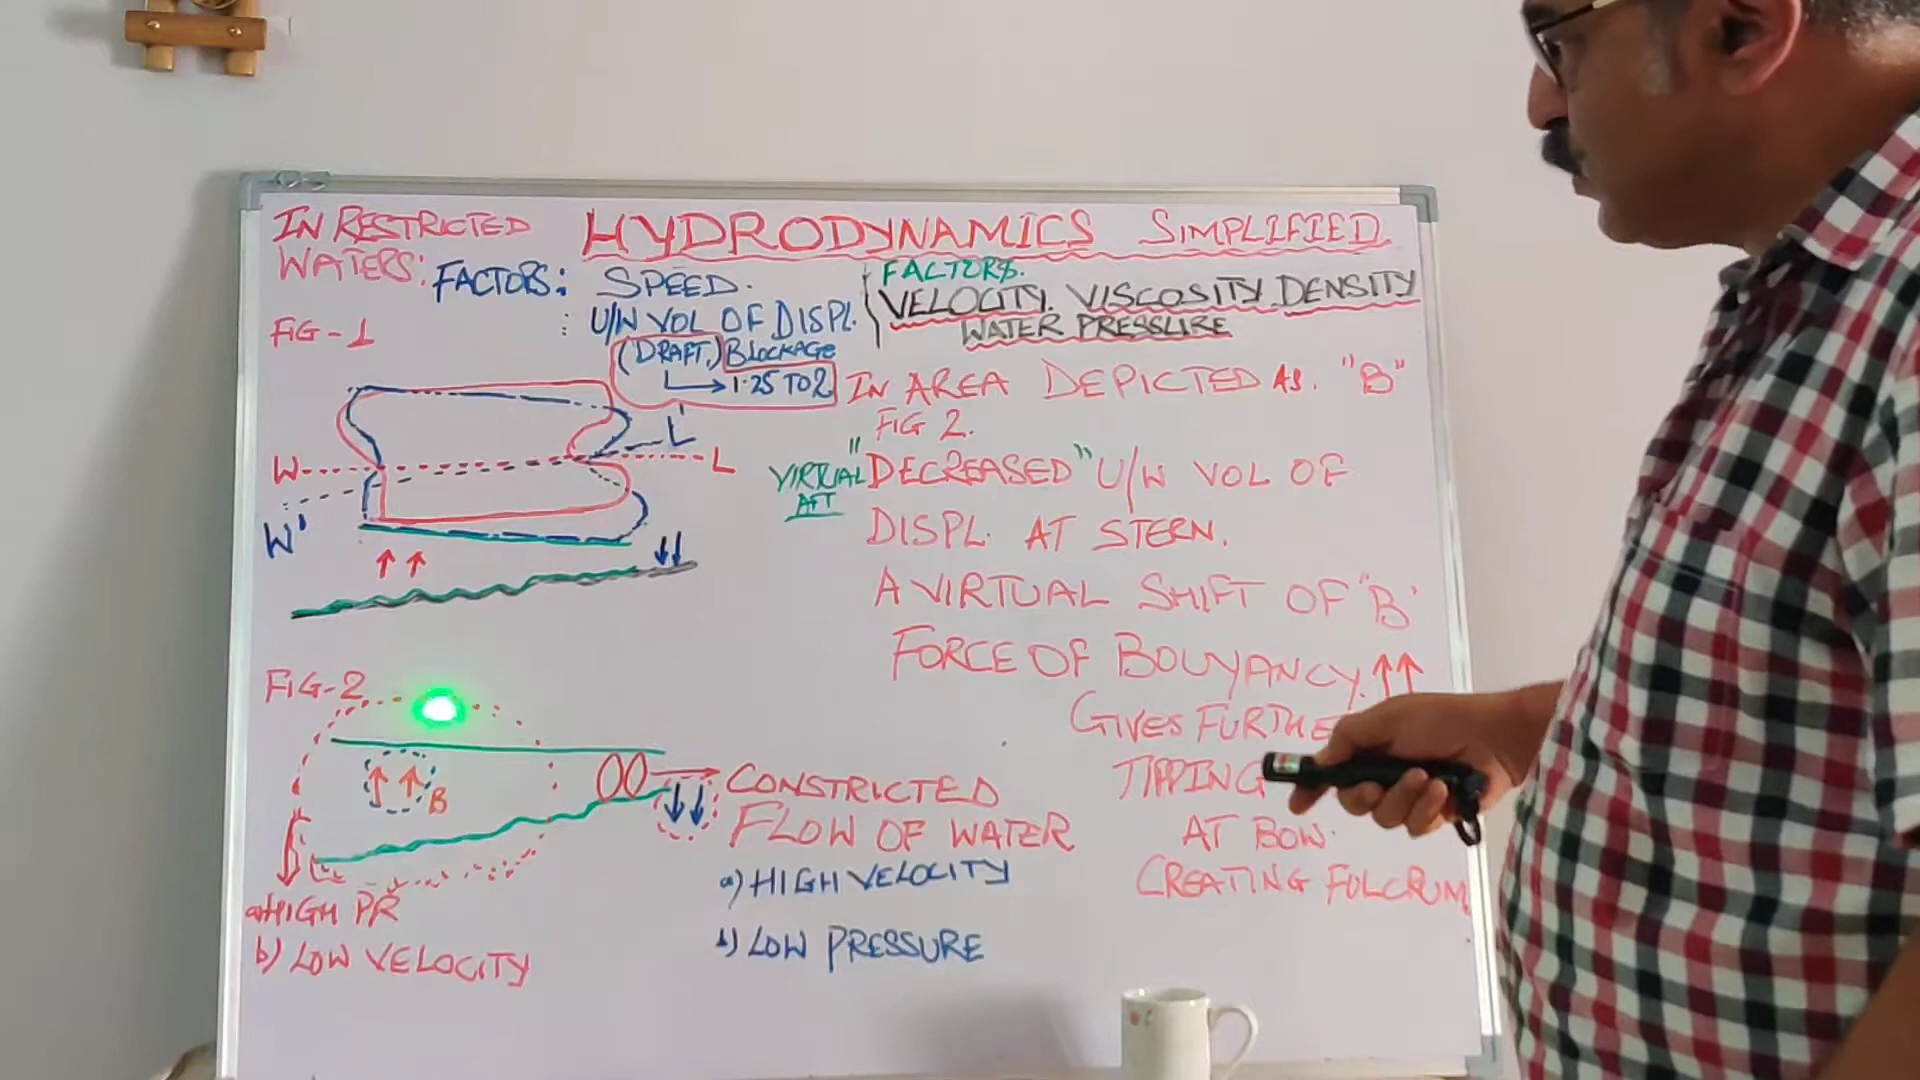 IN RESTRICTED
WATERS:
HYDRODYNAMICS SIMPLIFIED
FACTORS: SPEED.
: U/W VOL OF DISPL.
(DRAFT,) BLOCKAGE
1.25 TO 2
FACTORS.
VELOCITY. VISCOSITY. DENSITY
WATER PRESSURE
FIG - 1
W L
L'
W'
IN AREA DEPICTED AS. "B"
FIG 2.
VIRTUAL "DECREASED" U/W VOL OF
AFT
DISPL. AT STERN.
A VIRTUAL SHIFT OF "B'
FORCE OF BOUYANCY.
GIVES FURTHE
TIPPING
AT BOW.
CREATING FULCRUM
FIG-2
B
CONSTRICTED
FLOW OF WATER
a) HIGH VELOCITY
b) LOW PRESSURE
a) HIGH PR
b) LOW VELOCITY